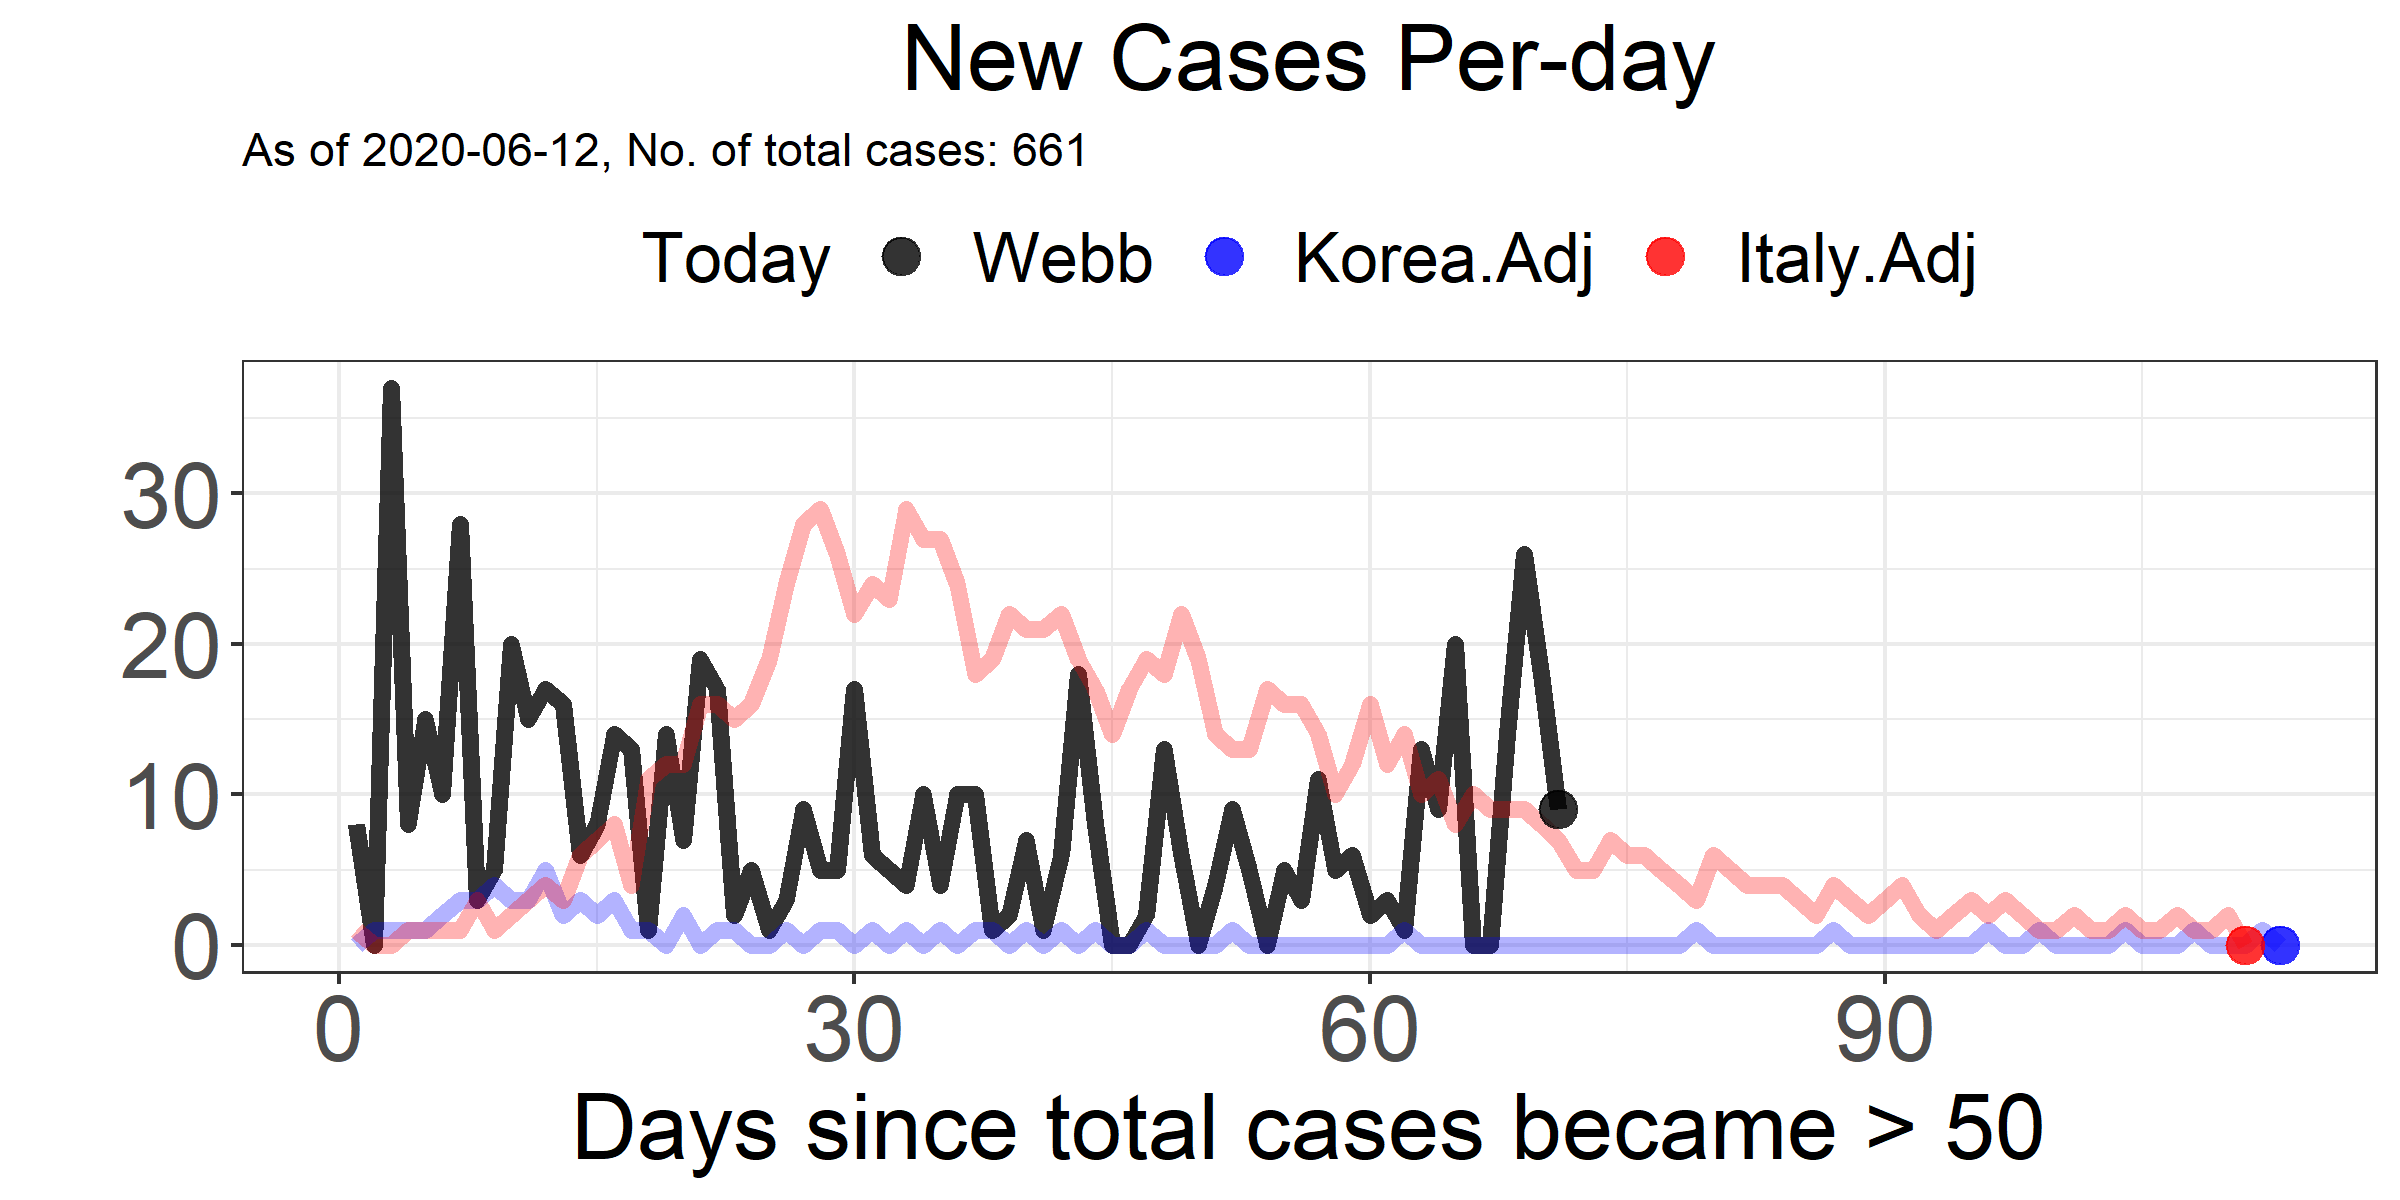 New Cases Per-day
As of 2020-06-12, No. of total cases: 661
Today Webb Korea.Adj Italy.Adj
30
20
10
0
0 30 60 90
Days since total cases became > 50